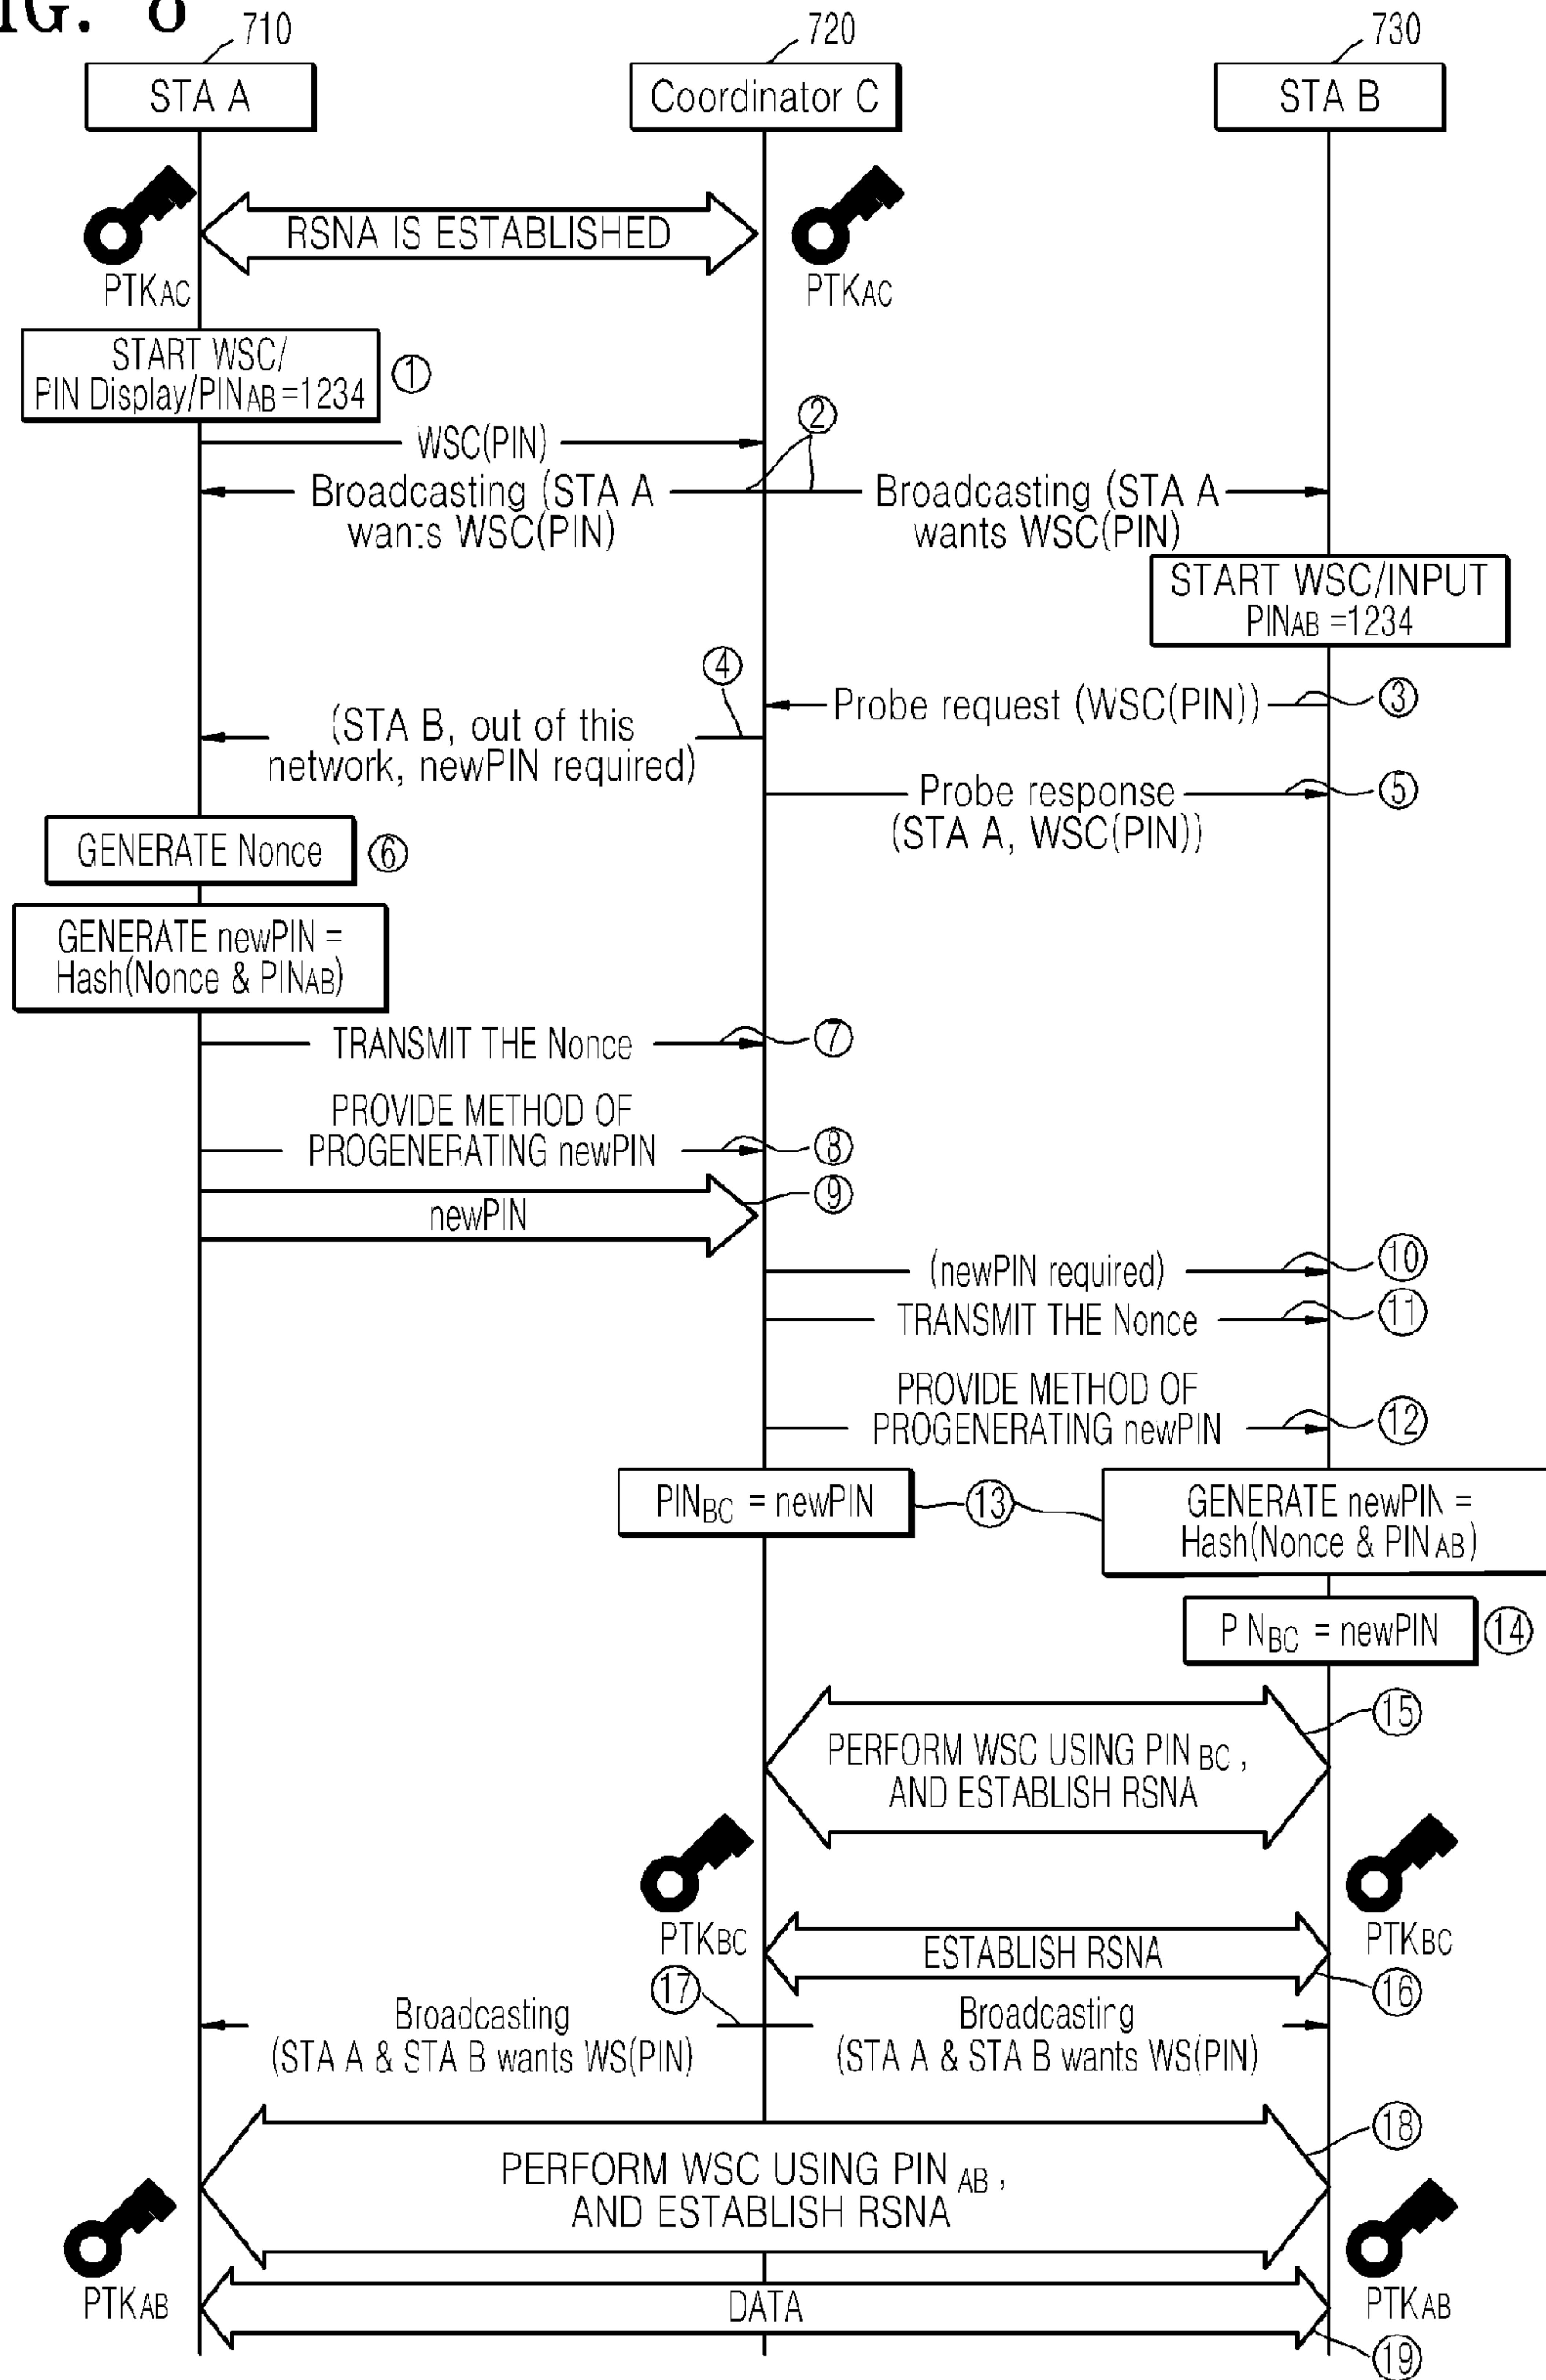 IG. 8
710
720
730
STA A
Coordinator C
STA B
RSNA IS ESTABLISHED
PTKAC
PTKAC
START WSC/
PIN Display/PINAB=1234
①
②
WSC(PIN)
Broadcasting (STA A
wants WSC(PIN)
Broadcasting (STA A
wants WSC(PIN)
START WSC/INPUT
PINAB =1234
④
Probe request (WSC(PIN))
③
(STA B, out of this
network, newPIN required)
Probe response
(STA A, WSC(PIN))
⑤
GENERATE Nonce
⑥
GENERATE newPIN =
Hash(Nonce & PINAB)
TRANSMIT THE Nonce
⑦
PROVIDE METHOD OF
PROGENERATING newPIN
⑧
newPIN
⑨
(newPIN required)
⑩
TRANSMIT THE Nonce
⑪
PROVIDE METHOD OF
PROGENERATING newPIN
⑫
PINBC = newPIN
⑬
GENERATE newPIN =
Hash(Nonce & PIN AB)
PINBC = newPIN
⑭
⑮
PERFORM WSC USING PIN BC ,
AND ESTABLISH RSNA
PTKBC
ESTABLISH RSNA
PTKBC
⑯
⑰
Broadcasting
(STA A & STA B wants WS(PIN)
Broadcasting
(STA A & STA B wants WS(PIN)
⑱
PERFORM WSC USING PIN AB ,
AND ESTABLISH RSNA
PTKAB
DATA
PTKAB
⑲